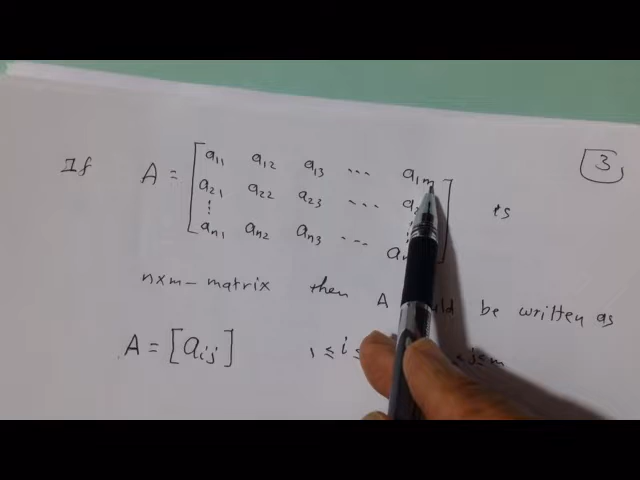 3
If A = [ a11 a12 a13 ... a1m
a21 a22 a23 ... is
⋮
an1 an2 an3 ... ]
nxm-matrix then A be written as
A = [aij] 1 ≤ i ≤ ≤ j ≤ m